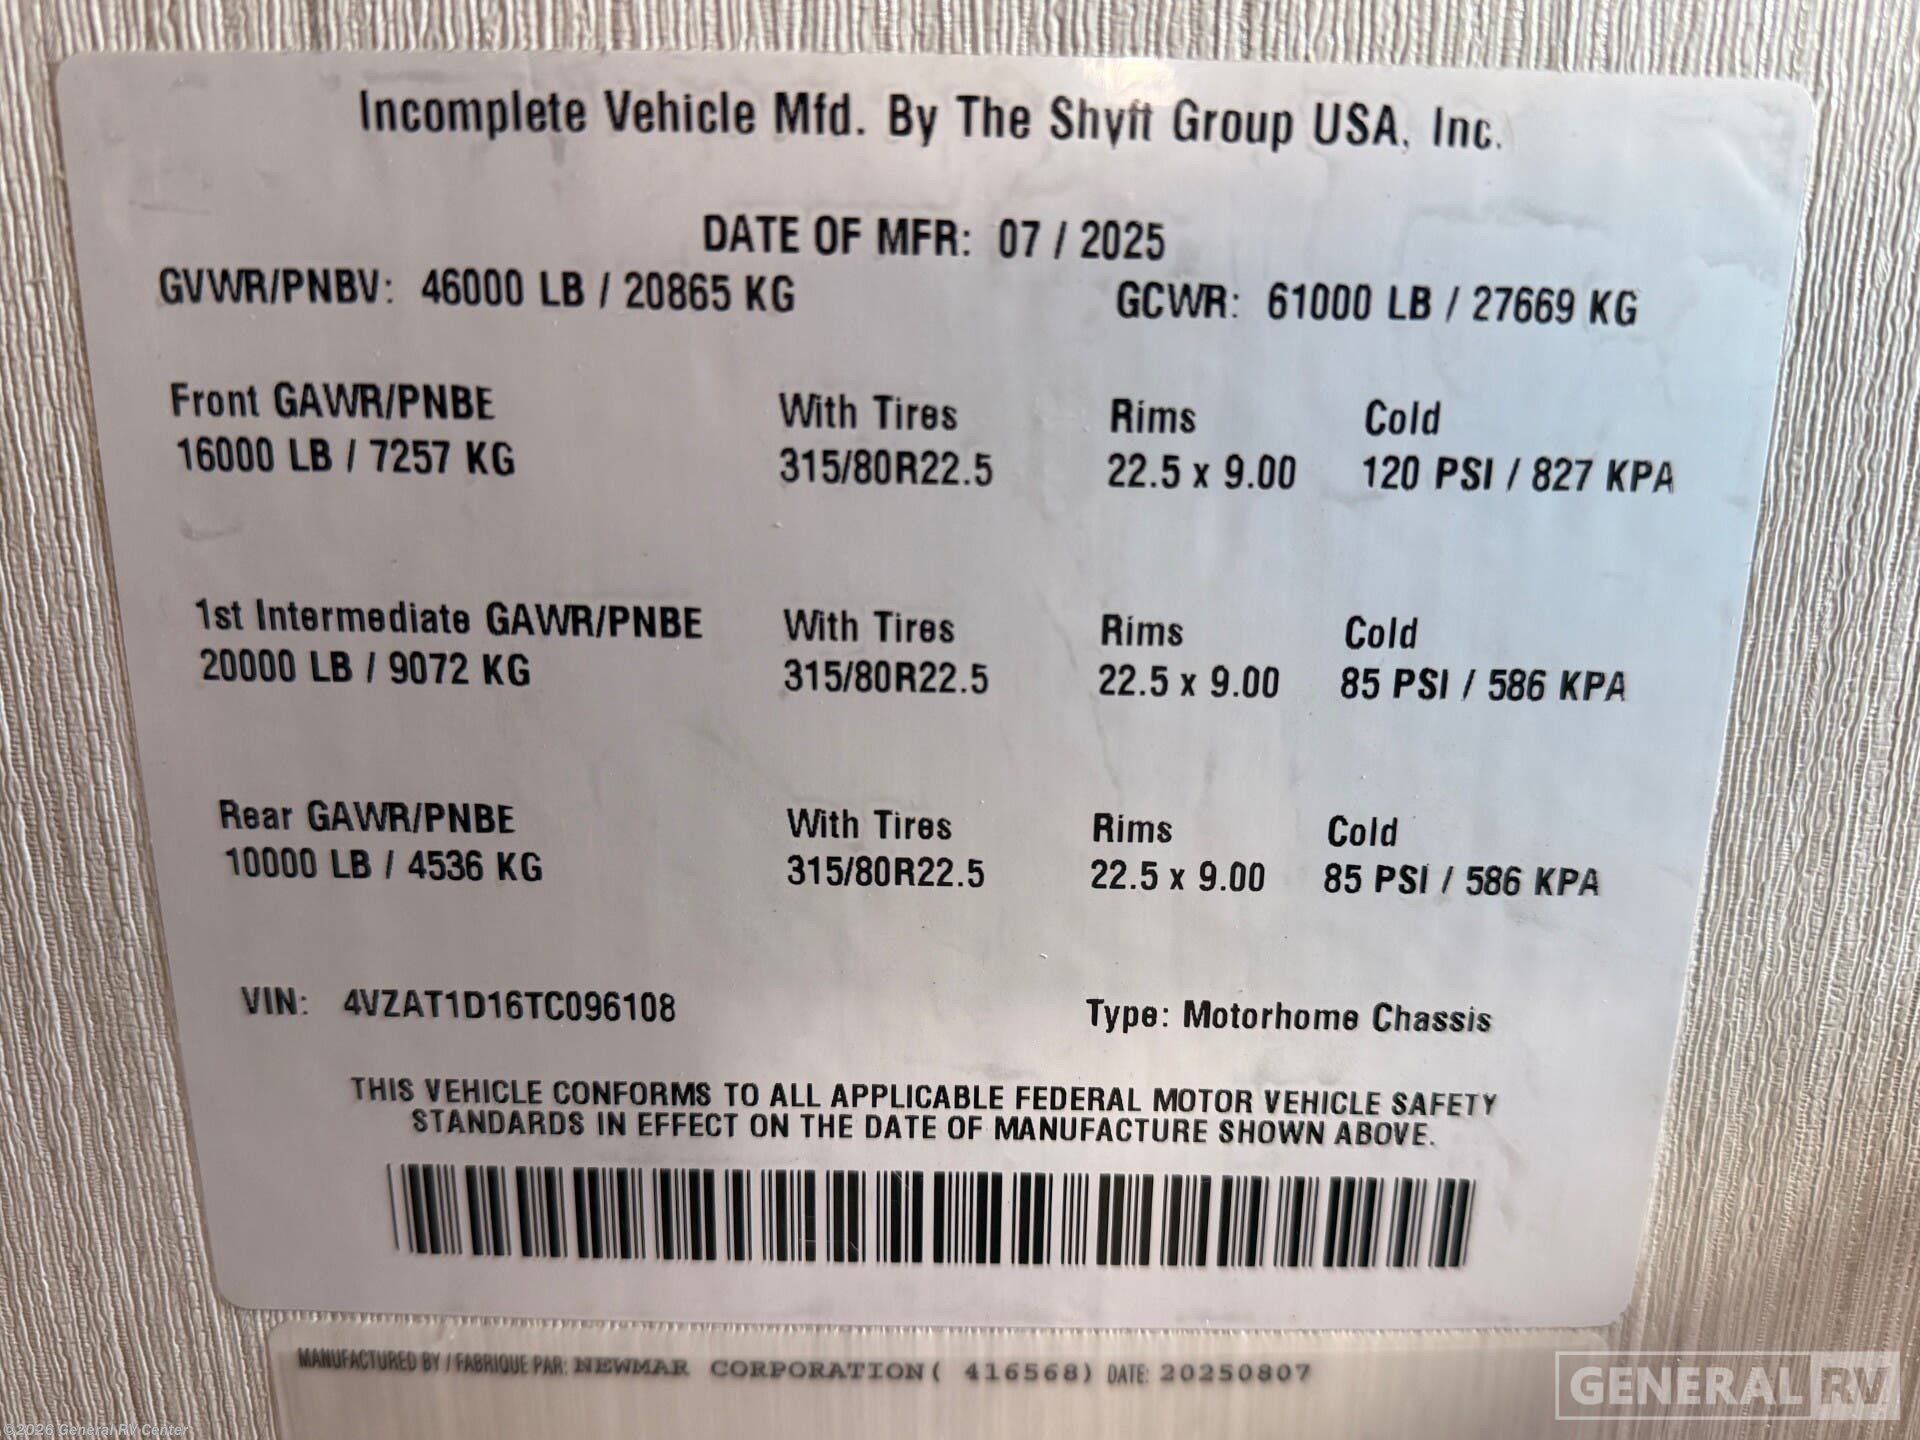 Incomplete Vehicle Mfd. By The Shyft Group USA, Inc.
DATE OF MFR: 07 / 2025
GVWR/PNBV: 46000 LB / 20865 KG GCWR: 61000 LB / 27669 KG
Front GAWR/PNBE With Tires Rims Cold
16000 LB / 7257 KG 315/80R22.5 22.5 x 9.00 120 PSI / 827 KPA
1st Intermediate GAWR/PNBE With Tires Rims Cold
20000 LB / 9072 KG 315/80R22.5 22.5 x 9.00 85 PSI / 586 KPA
Rear GAWR/PNBE With Tires Rims Cold
10000 LB / 4536 KG 315/80R22.5 22.5 x 9.00 85 PSI / 586 KPA
VIN: 4VZAT1D16TC096108 Type: Motorhome Chassis
THIS VEHICLE CONFORMS TO ALL APPLICABLE FEDERAL MOTOR VEHICLE SAFETY
STANDARDS IN EFFECT ON THE DATE OF MANUFACTURE SHOWN ABOVE.
MANUFACTURED BY / FABRIQUE PAR: NEWMAR CORPORATION( 416568) DATE: 20250807
GENERAL RV
©2026 General RV Center